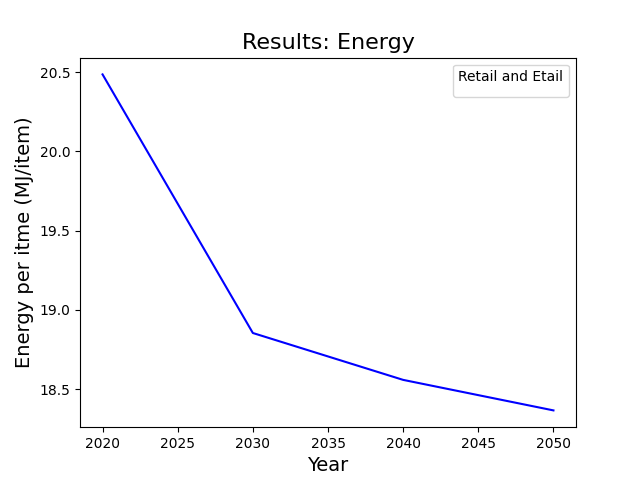 Results: Energy
Retail and Etail
Energy per itme (MJ/item)
20.5
20.0
19.5
19.0
18.5
2020 2025 2030 2035 2040 2045 2050
Year